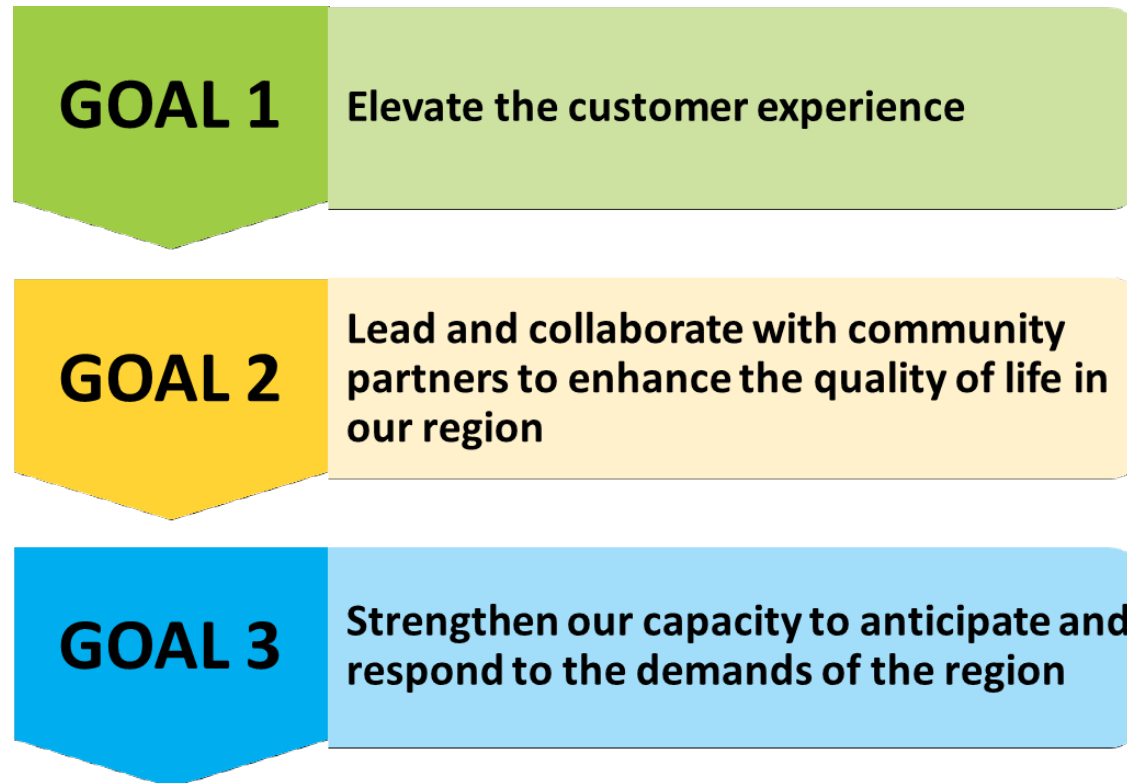 GOAL 1
Elevate the customer experience
GOAL 2
Lead and collaborate with community
partners to enhance the quality of life in
our region
GOAL 3
Strengthen our capacity to anticipate and
respond to the demands of the region